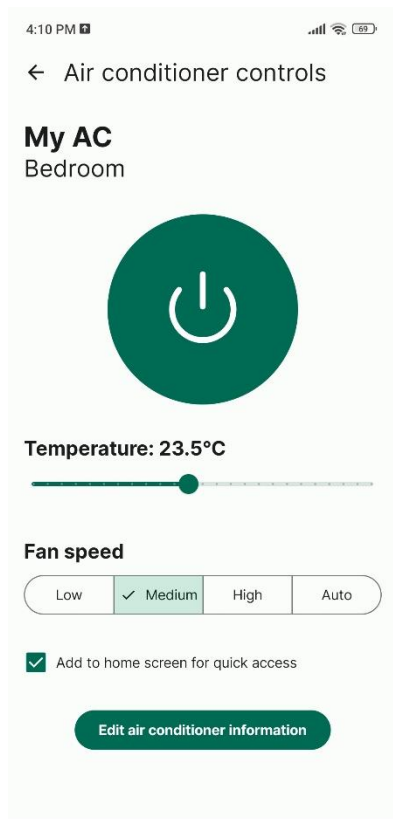 4:10 PM
69
Air conditioner controls
My AC
Bedroom
Temperature: 23.5°C
Fan speed
Low Medium High Auto
Add to home screen for quick access
Edit air conditioner information